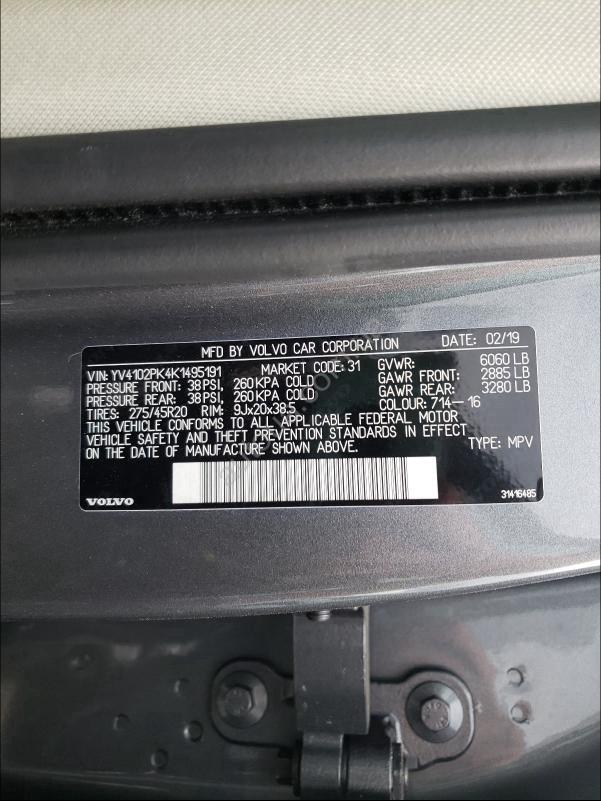 MFD BY VOLVO CAR CORPORATION DATE: 02/19
VIN: YV4102PK4K1495191 MARKET CODE: 31 GVWR: 6060 LB
PRESSURE FRONT: 38 PSI, 260 KPA COLD GAWR FRONT: 2885 LB
PRESSURE REAR: 38 PSI, 260 KPA COLD GAWR REAR: 3280 LB
TIRES: 275/45R20 RIM: 9Jx20x38.5 COLOUR: 714-16
THIS VEHICLE CONFORMS TO ALL APPLICABLE FEDERAL MOTOR
VEHICLE SAFETY AND THEFT PREVENTION STANDARDS IN EFFECT
ON THE DATE OF MANUFACTURE SHOWN ABOVE. TYPE: MPV
VOLVO 31416485